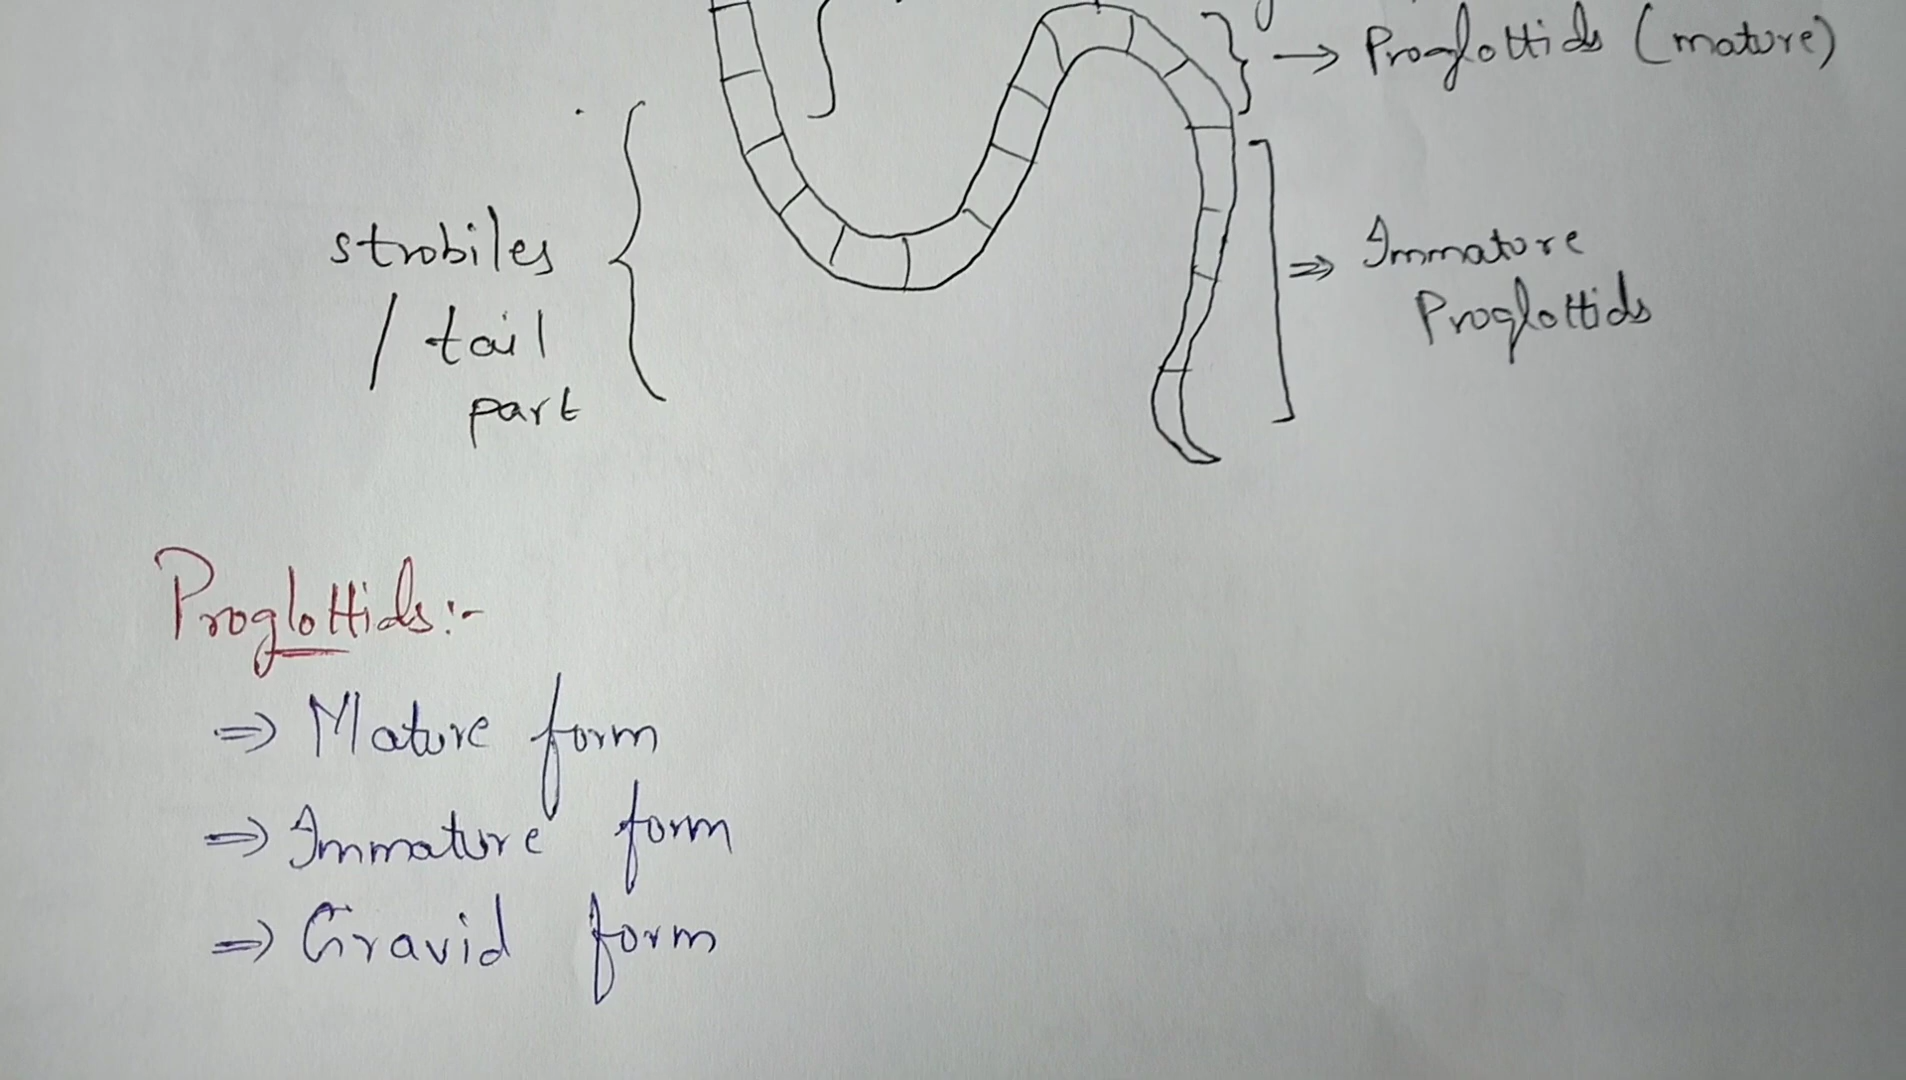 → Proglottids (mature)
strobiles
/ tail
part
⇒ Immature
Proglottids
Proglottids:-
⇒ Mature form
⇒ Immature form
⇒ Gravid form